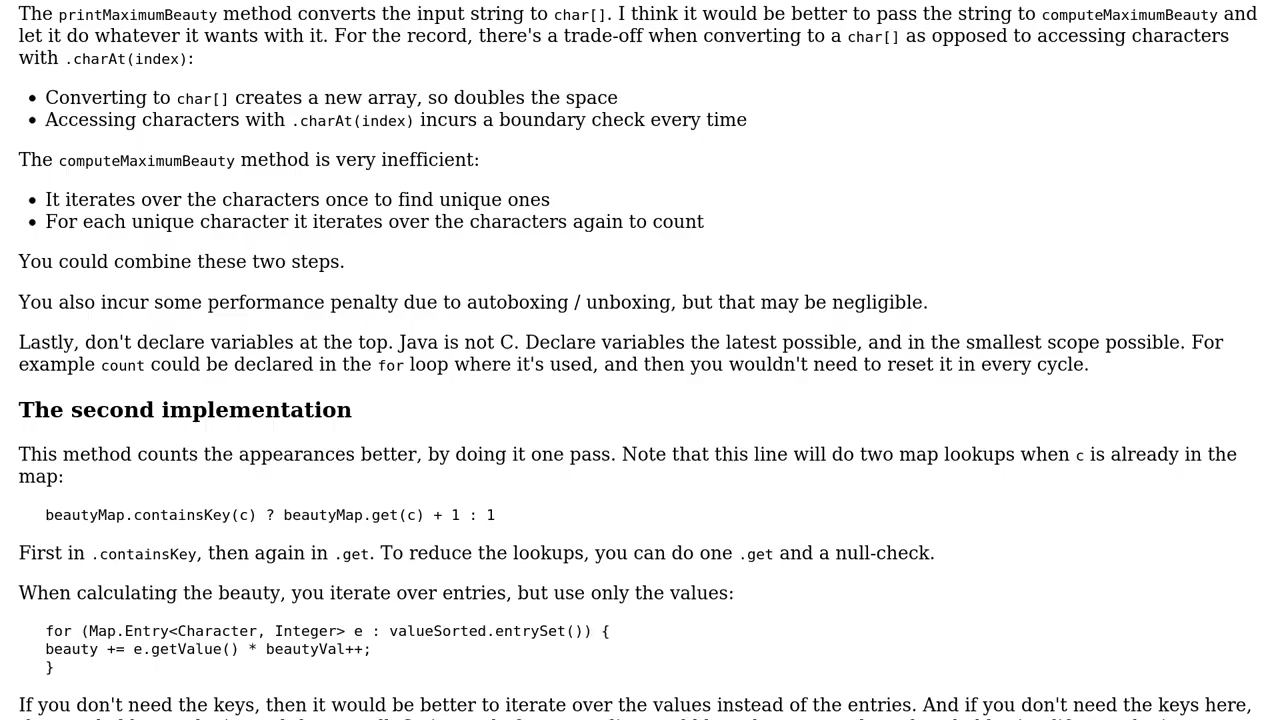 The printMaximumBeauty method converts the input string to char[]. I think it would be better to pass the string to computeMaximumBeauty and
let it do whatever it wants with it. For the record, there's a trade-off when converting to a char[] as opposed to accessing characters
with .charAt(index):
• Converting to char[] creates a new array, so doubles the space
• Accessing characters with .charAt(index) incurs a boundary check every time
The computeMaximumBeauty method is very inefficient:
• It iterates over the characters once to find unique ones
• For each unique character it iterates over the characters again to count
You could combine these two steps.
You also incur some performance penalty due to autoboxing / unboxing, but that may be negligible.
Lastly, don't declare variables at the top. Java is not C. Declare variables the latest possible, and in the smallest scope possible. For
example count could be declared in the for loop where it's used, and then you wouldn't need to reset it in every cycle.
The second implementation
This method counts the appearances better, by doing it one pass. Note that this line will do two map lookups when c is already in the
map:
beautyMap.containsKey(c) ? beautyMap.get(c) + 1 : 1
First in .containsKey, then again in .get. To reduce the lookups, you can do one .get and a null-check.
When calculating the beauty, you iterate over entries, but use only the values:
for (Map.Entry<Character, Integer> e : valueSorted.entrySet()) {
beauty += e.getValue() * beautyVal++;
}
If you don't need the keys, then it would be better to iterate over the values instead of the entries. And if you don't need the keys here,